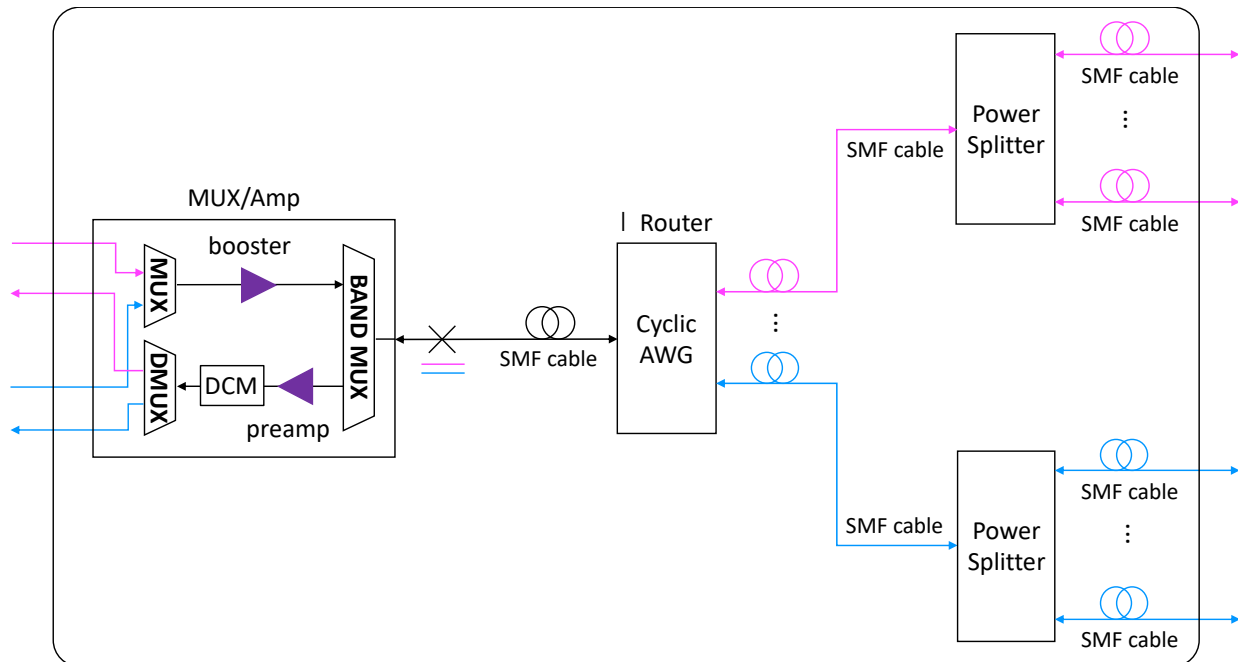 SMF cable
⋮
Power
Splitter
SMF cable
SMF cable
MUX/Amp
| Router
booster
MUX
BAND MUX
Cyclic
AWG
⋮
SMF cable
DMUX
DCM
preamp
SMF cable
SMF cable
Power
Splitter
⋮
SMF cable